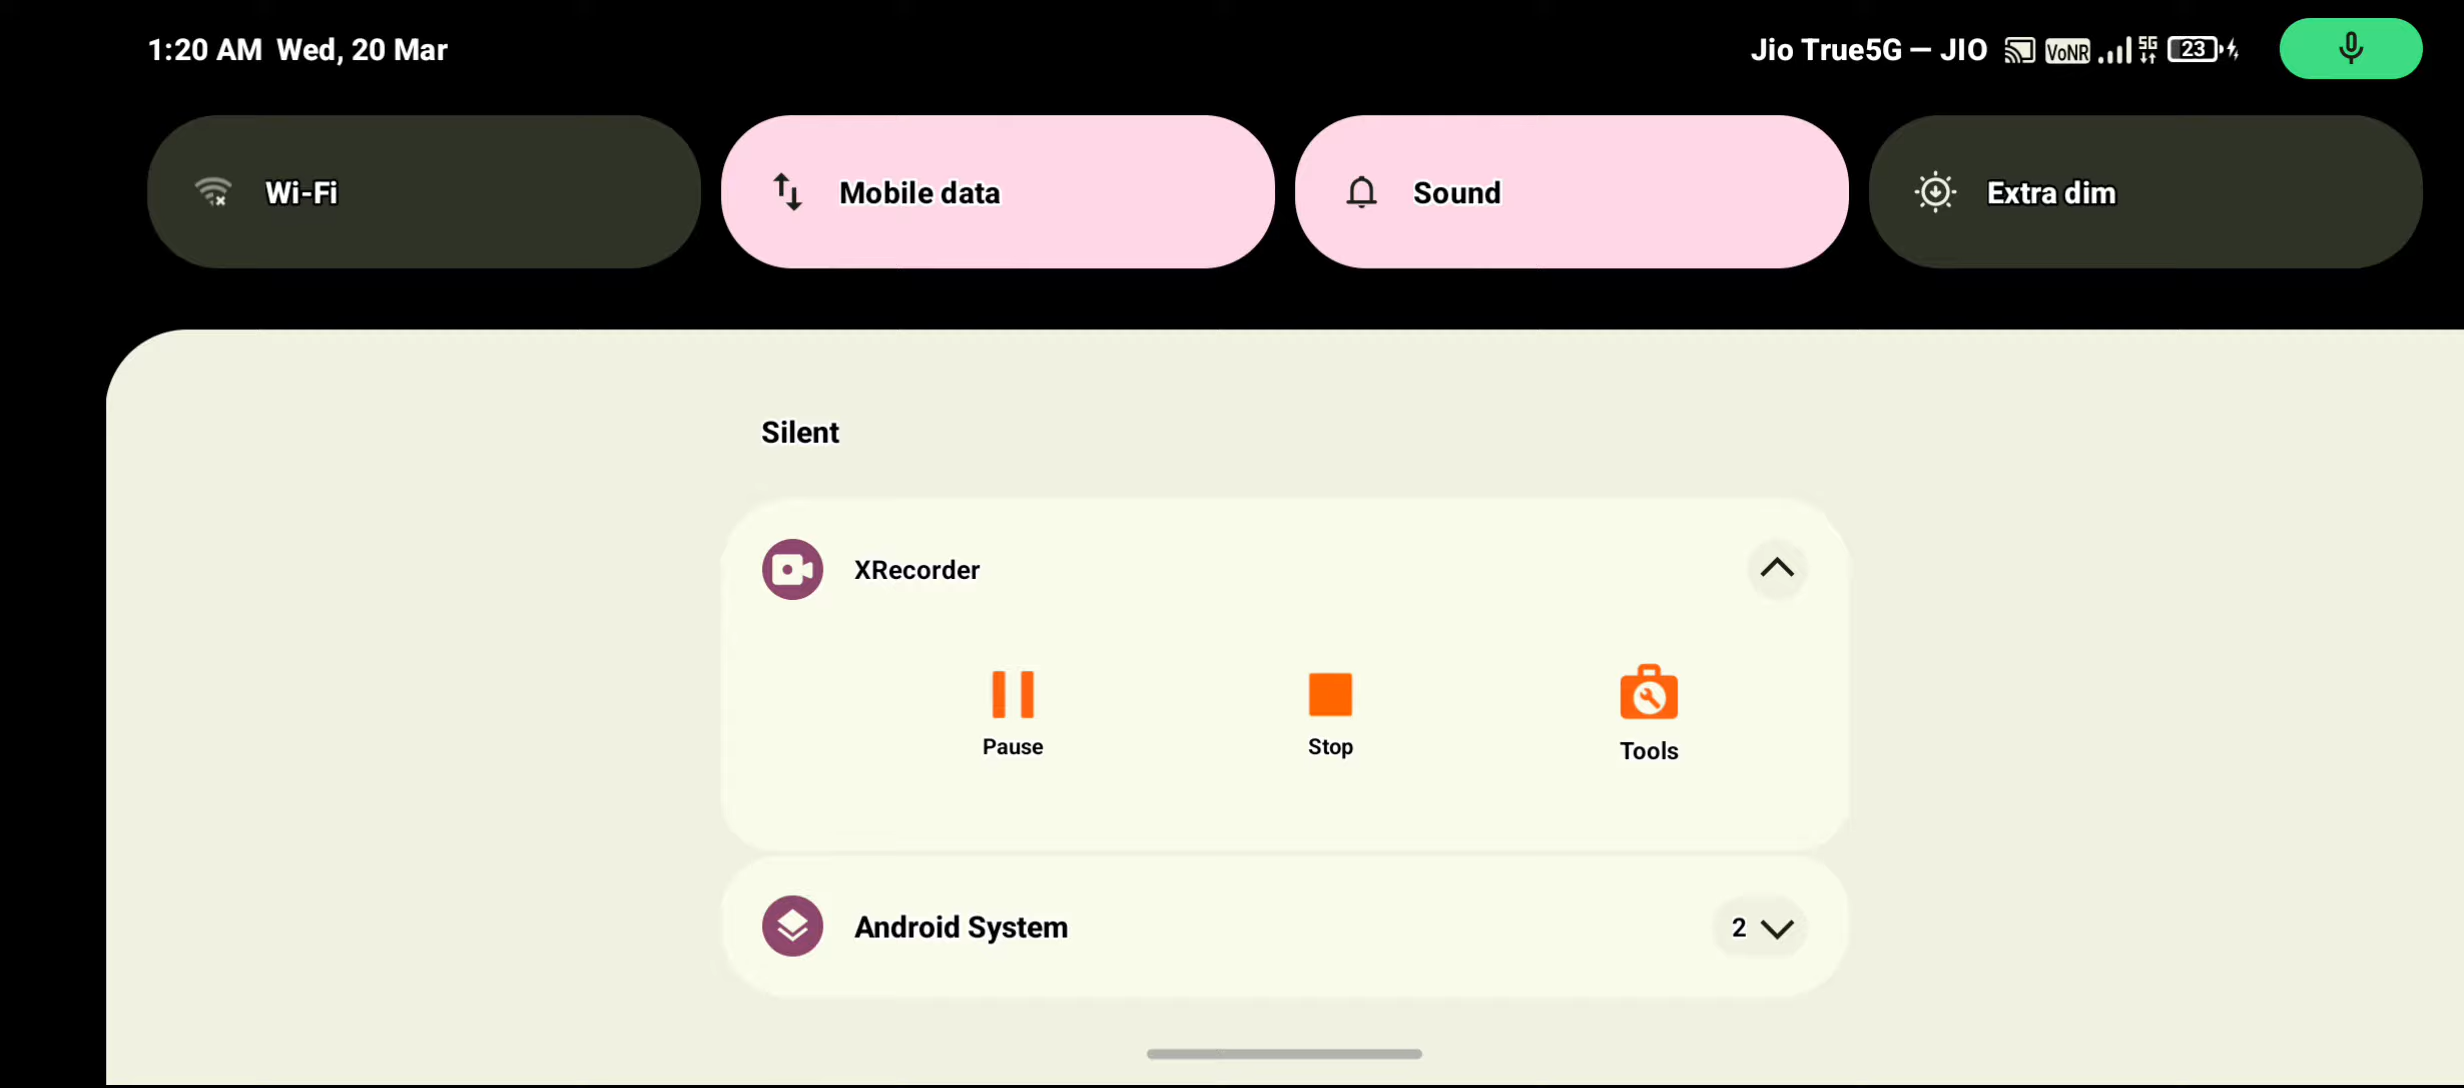 1:20 AM Wed, 20 Mar
Jio True5G — JIO VoNR 5G 23
Wi-Fi
Mobile data
Sound
Extra dim
Silent
XRecorder
Pause
Stop
Tools
Android System
2